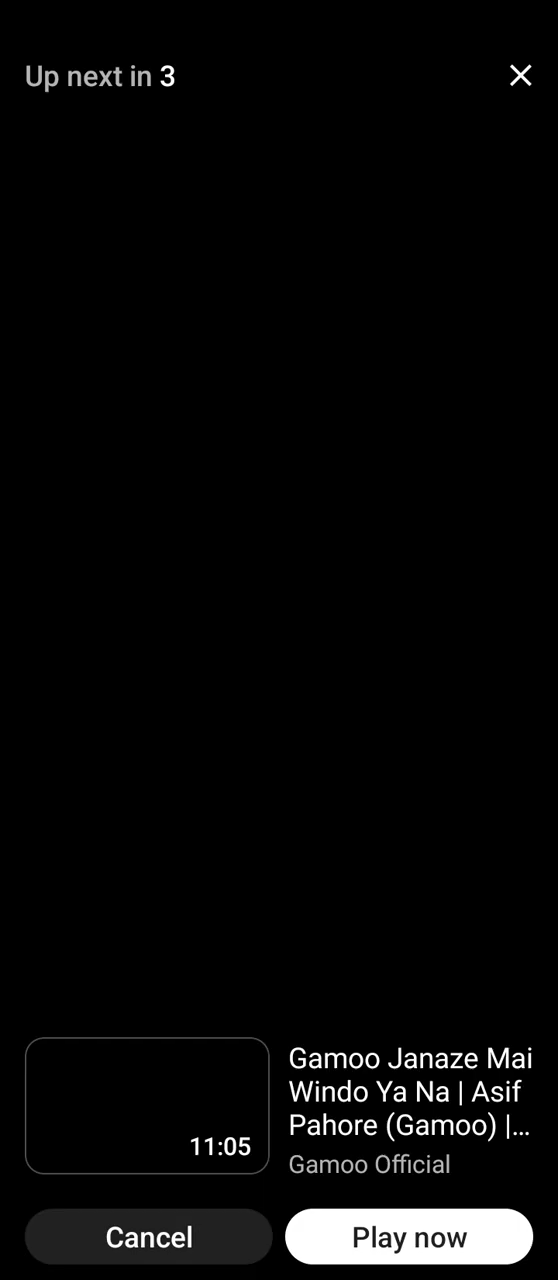 Up next in 3
11:05
Gamoo Janaze Mai
Windo Ya Na | Asif
Pahore (Gamoo) |...
Gamoo Official
Cancel
Play now